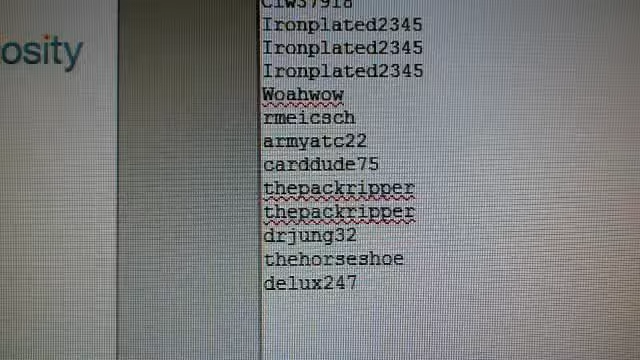 osity
Ironplated2345
Ironplated2345
Ironplated2345
Woahwow
rmeicsch
armyatc22
carddude75
thepackripper
thepackripper
drjung32
thehorseshoe
delux247